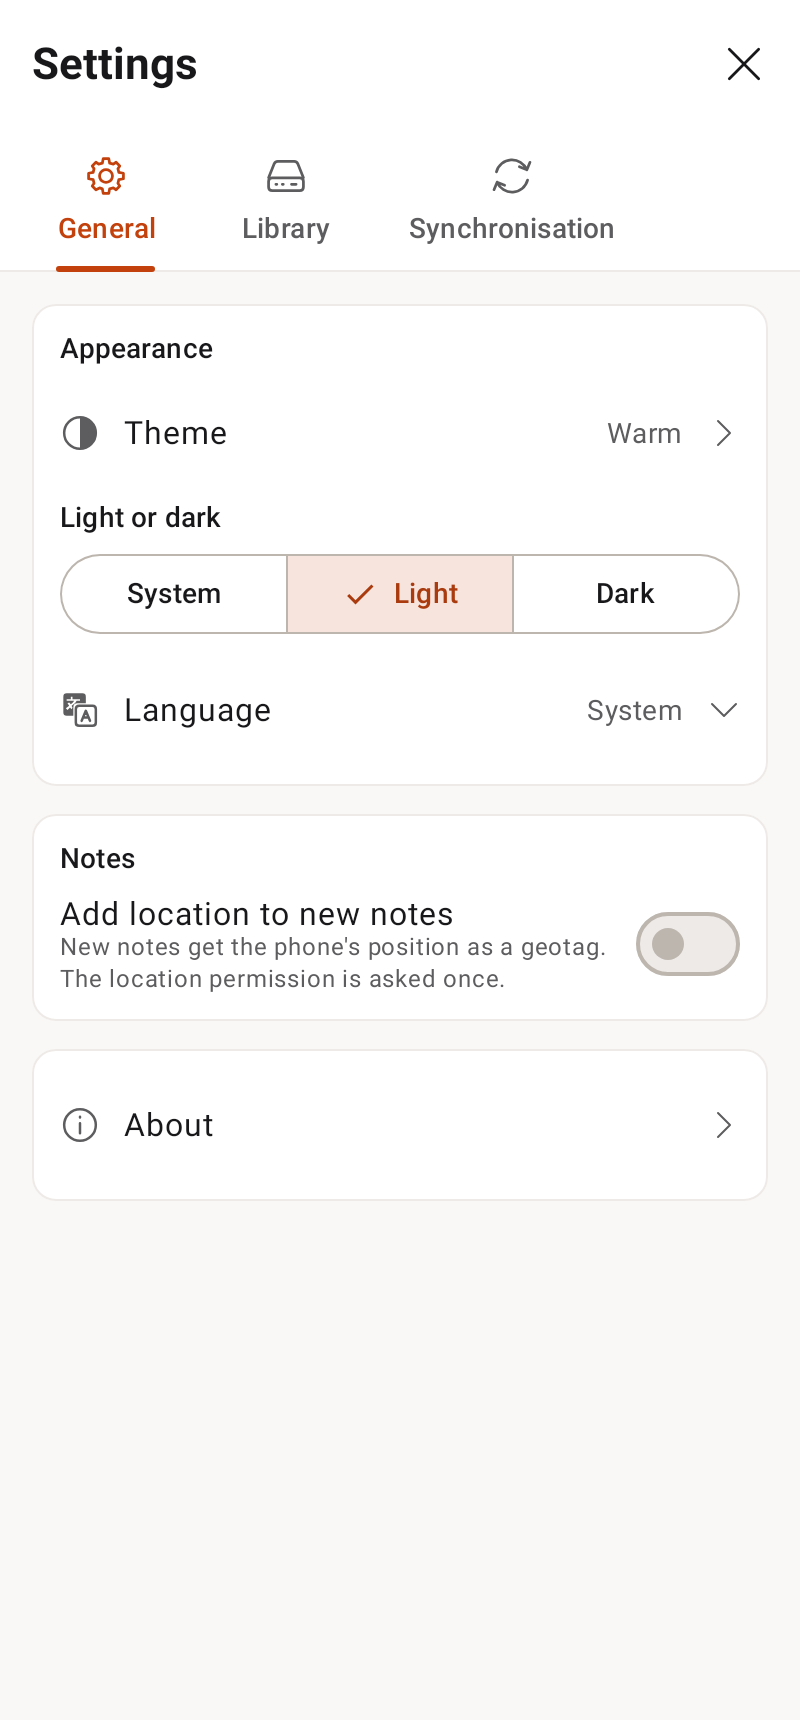 Settings
General
Library
Synchronisation
Appearance
Theme
Warm
Light or dark
System
Light
Dark
Language
System
Notes
Add location to new notes
New notes get the phone's position as a geotag.
The location permission is asked once.
About